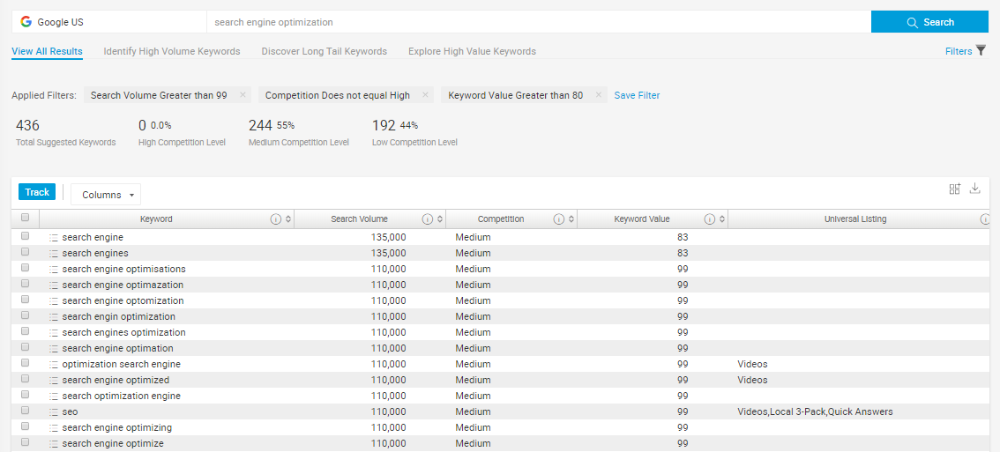 Google US search engine optimization Search
View All Results Identify High Volume Keywords Discover Long Tail Keywords Explore High Value Keywords Filters
Applied Filters: Search Volume Greater than 99 × Competition Does not equal High × Keyword Value Greater than 80 × Save Filter
436 0 0.0% 244 55% 192 44%
Total Suggested Keywords High Competition Level Medium Competition Level Low Competition Level
Track Columns
Keyword Search Volume Competition Keyword Value Universal Listing
search engine 135,000 Medium 83
search engines 135,000 Medium 83
search engine optimisations 110,000 Medium 99
search engine optimazation 110,000 Medium 99
search engine optomization 110,000 Medium 99
search engin optimization 110,000 Medium 99
search engines optimization 110,000 Medium 99
search engine optimation 110,000 Medium 99
optimization search engine 110,000 Medium 99 Videos
search engine optimized 110,000 Medium 99 Videos
search optimization engine 110,000 Medium 99
seo 110,000 Medium 99 Videos,Local 3-Pack,Quick Answers
search engine optimizing 110,000 Medium 99
search engine optimize 110,000 Medium 99